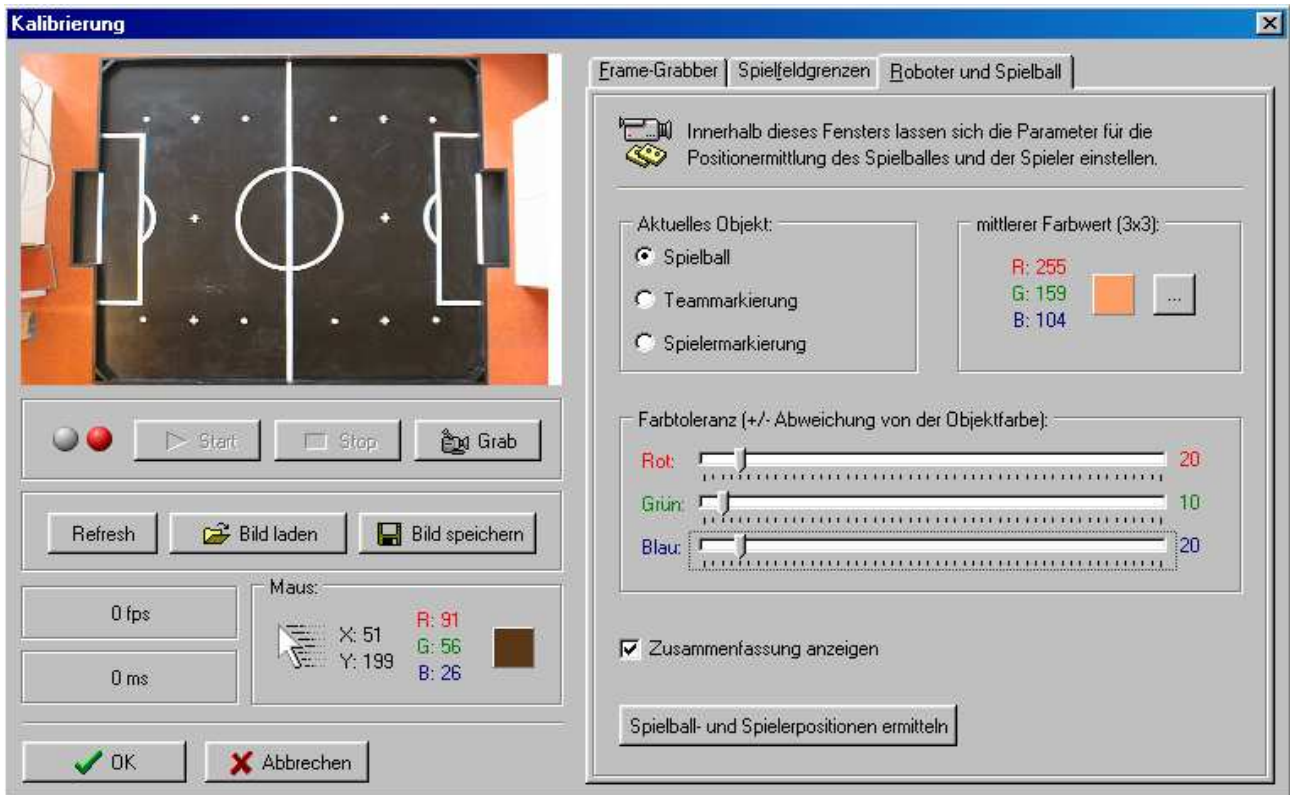 Kalibrierung
Frame-Grabber
Spielfeldgrenzen
Roboter und Spielball
Innerhalb dieses Fensters lassen sich die Parameter für die
Positionermittlung des Spielballes und der Spieler einstellen.
Aktuelles Objekt:
Spielball
Teammarkierung
Spielermarkierung
mittlerer Farbwert (3x3):
R: 255
G: 159
B: 104
...
Farbtoleranz (+/- Abweichung von der Objektfarbe):
Rot: 20
Grün: 10
Blau: 20
Zusammenfassung anzeigen
Spielball- und Spielerpositionen ermitteln
Start
Stop
Grab
Refresh
Bild laden
Bild speichern
0 fps
0 ms
Maus:
X: 51
Y: 199
R: 91
G: 56
B: 26
OK
Abbrechen